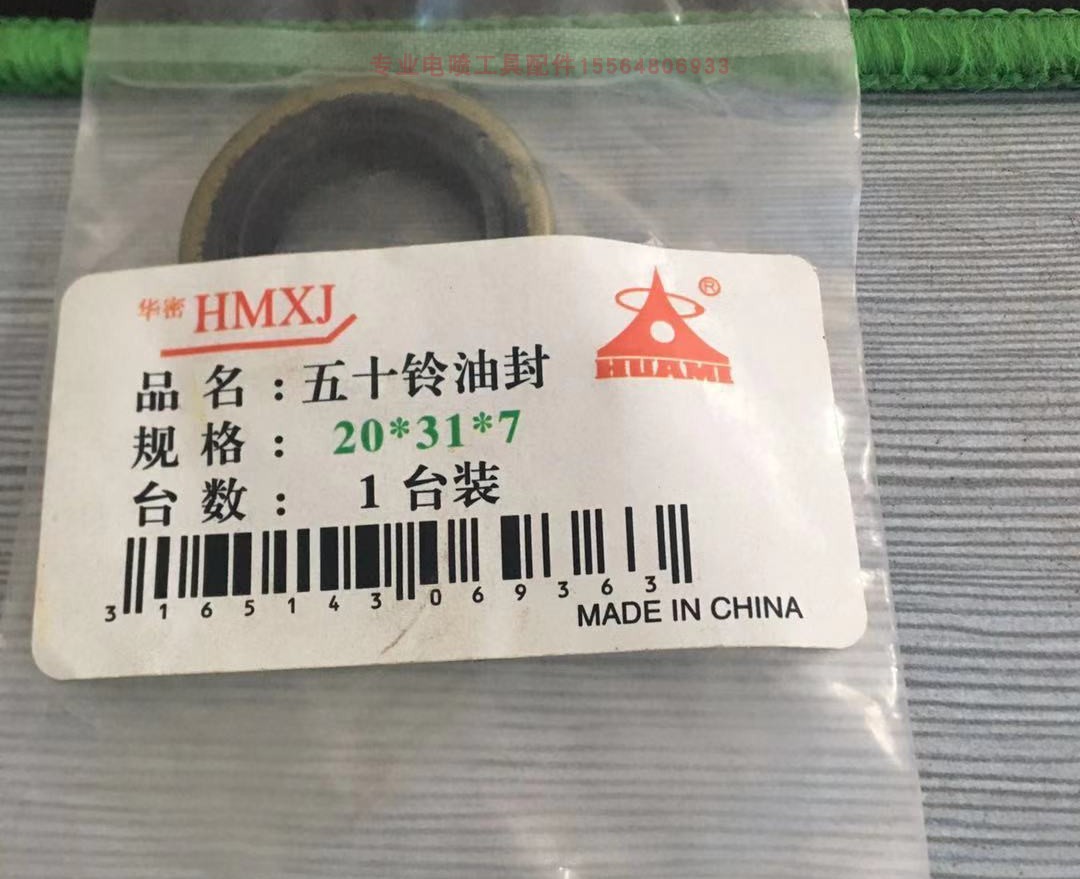 专业电喷工具配件15564806933
华密 HMXJ
®
HUAMI
品名：五十铃油封
规格：20*31*7
台数：1台装
3165143069363
MADE IN CHINA